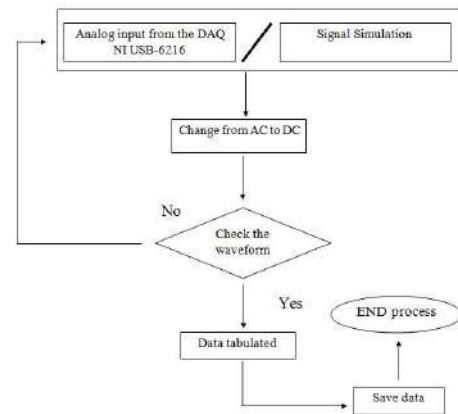 Analog input from the DAQ
NI USB-6216
Signal Simulation
Change from AC to DC
No
Check the
waveform
Yes
END process
Data tabulated
Save data